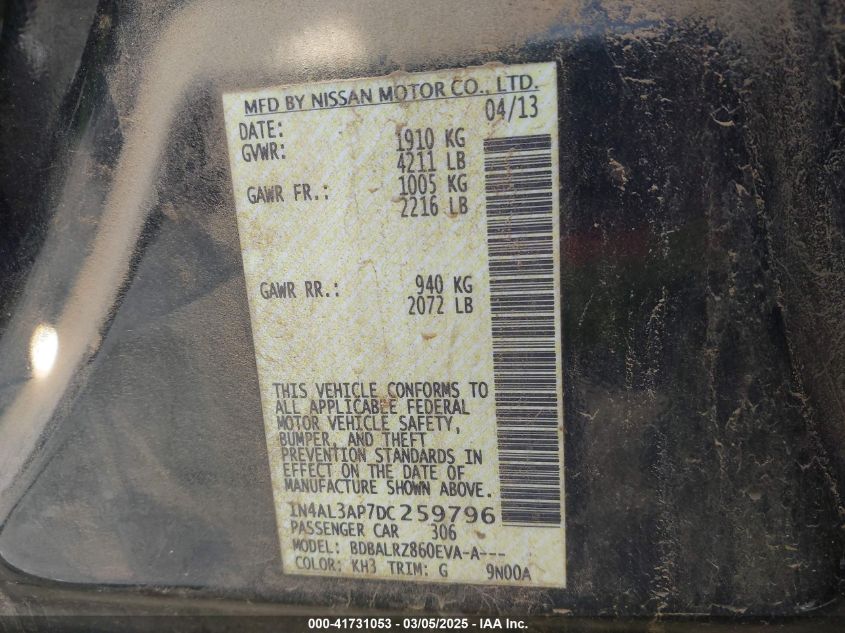 MFD BY NISSAN MOTOR CO., LTD.
DATE: 04/13
GVWR: 1910 KG
4211 LB
GAWR FR.: 1005 KG
2216 LB
GAWR RR.: 940 KG
2072 LB
THIS VEHICLE CONFORMS TO
ALL APPLICABLE FEDERAL
MOTOR VEHICLE SAFETY,
BUMPER, AND THEFT
PREVENTION STANDARDS IN
EFFECT ON THE DATE OF
MANUFACTURE SHOWN ABOVE.
1N4AL3AP7DC259796
PASSENGER CAR 306
MODEL: BDBALRZ860EVA-A---
COLOR: KH3 TRIM: G 9N00A
000-41731053 — 03/05/2025 — IAA Inc.